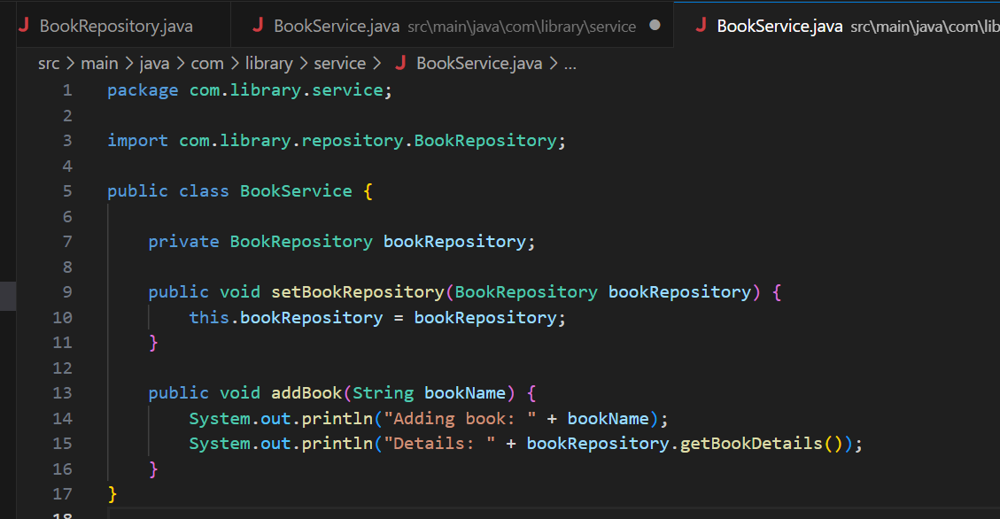 BookRepository.java
BookService.java src\main\java\com\library\service
BookService.java src\main\java\com\lib
src > main > java > com > library > service > BookService.java > ...
1 package com.library.service;
2
3 import com.library.repository.BookRepository;
4
5 public class BookService {
6
7 private BookRepository bookRepository;
8
9 public void setBookRepository(BookRepository bookRepository) {
10 this.bookRepository = bookRepository;
11 }
12
13 public void addBook(String bookName) {
14 System.out.println("Adding book: " + bookName);
15 System.out.println("Details: " + bookRepository.getBookDetails());
16 }
17 }
18